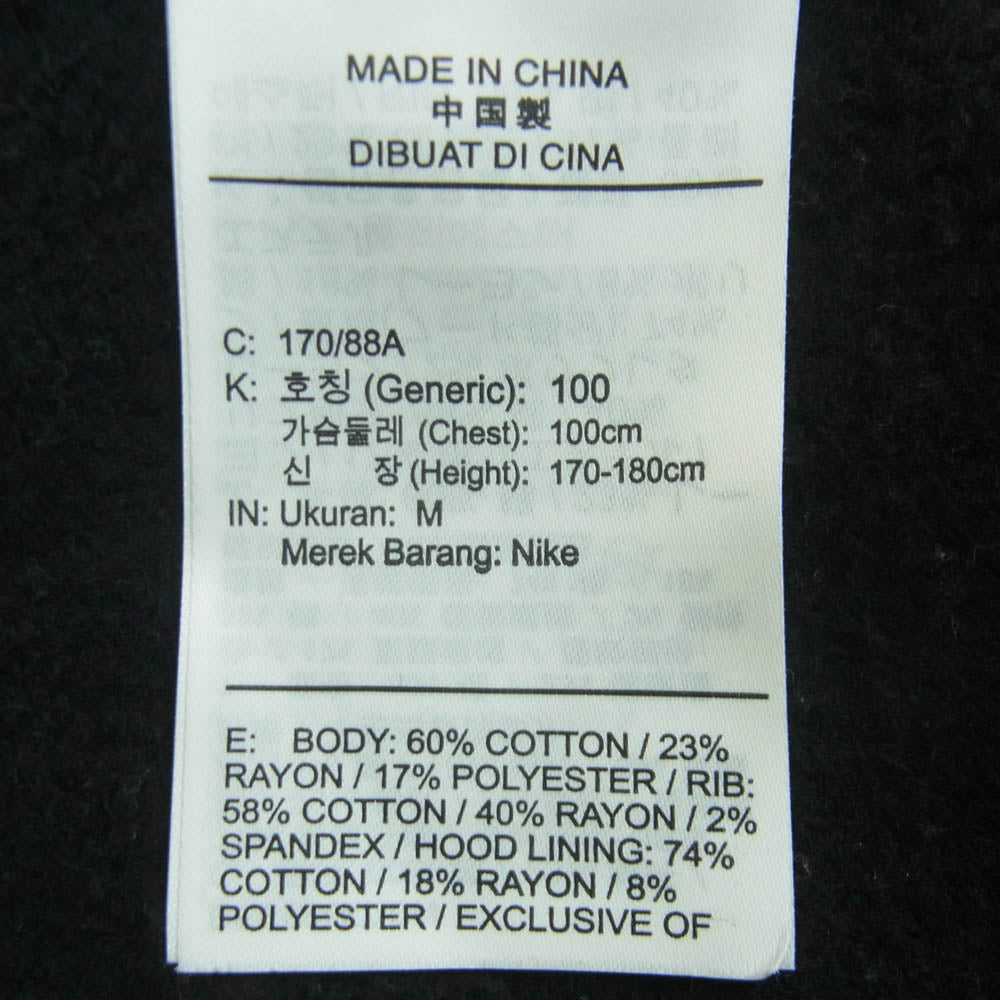 MADE IN CHINA
中国製
DIBUAT DI CINA
C: 170/88A
K: 호칭 (Generic): 100
가슴둘레 (Chest): 100cm
신 장 (Height): 170-180cm
IN: Ukuran: M
Merek Barang: Nike
E: BODY: 60% COTTON / 23%
RAYON / 17% POLYESTER / RIB:
58% COTTON / 40% RAYON / 2%
SPANDEX / HOOD LINING: 74%
COTTON / 18% RAYON / 8%
POLYESTER / EXCLUSIVE OF